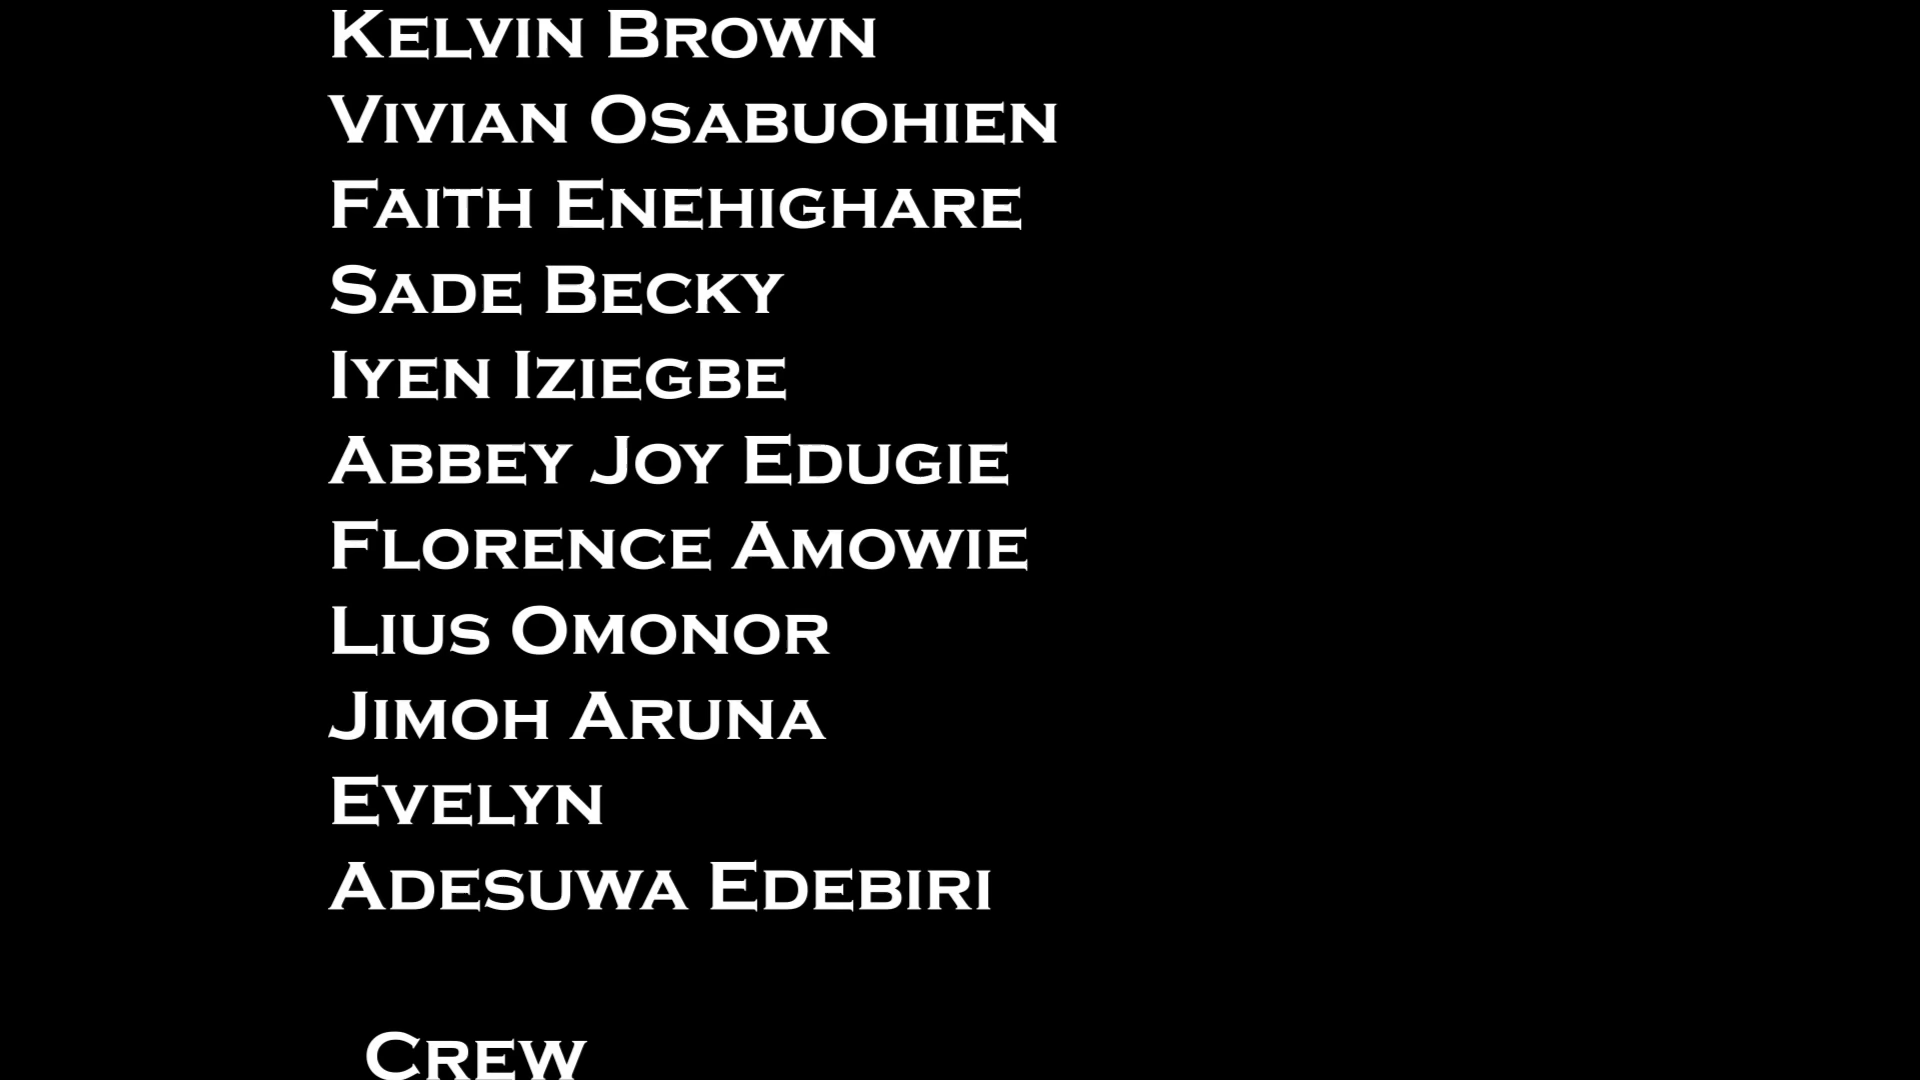 Kelvin Brown
Vivian Osabuohien
Faith Enehighare
Sade Becky
Iyen Iziegbe
Abbey Joy Edugie
Florence Amowie
Lius Omonor
Jimoh Aruna
Evelyn
Adesuwa Edebiri
Crew